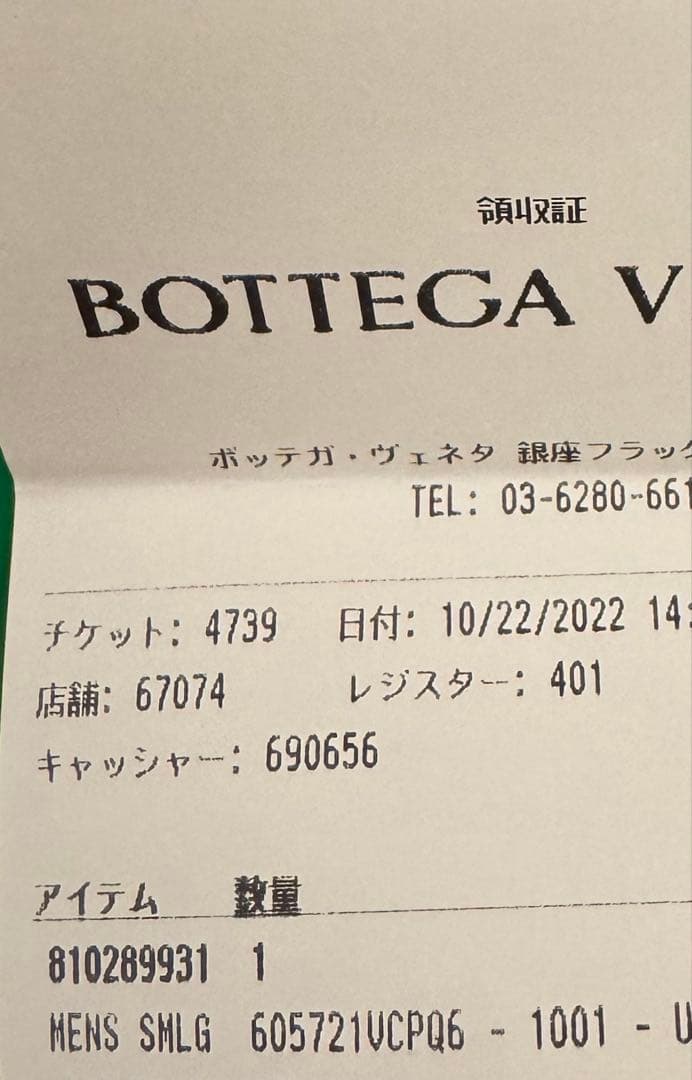 領収証
BOTTEGA V
ボッテガ・ヴェネタ 銀座フラッグ
TEL: 03-6280-661
チケット: 4739 日付: 10/22/2022 14:
店舗: 67074 レジスター: 401
キャッシャー: 690656
アイテム 数量
810289931 1
MENS SMLG 605721VCPQ6 - 1001 - U